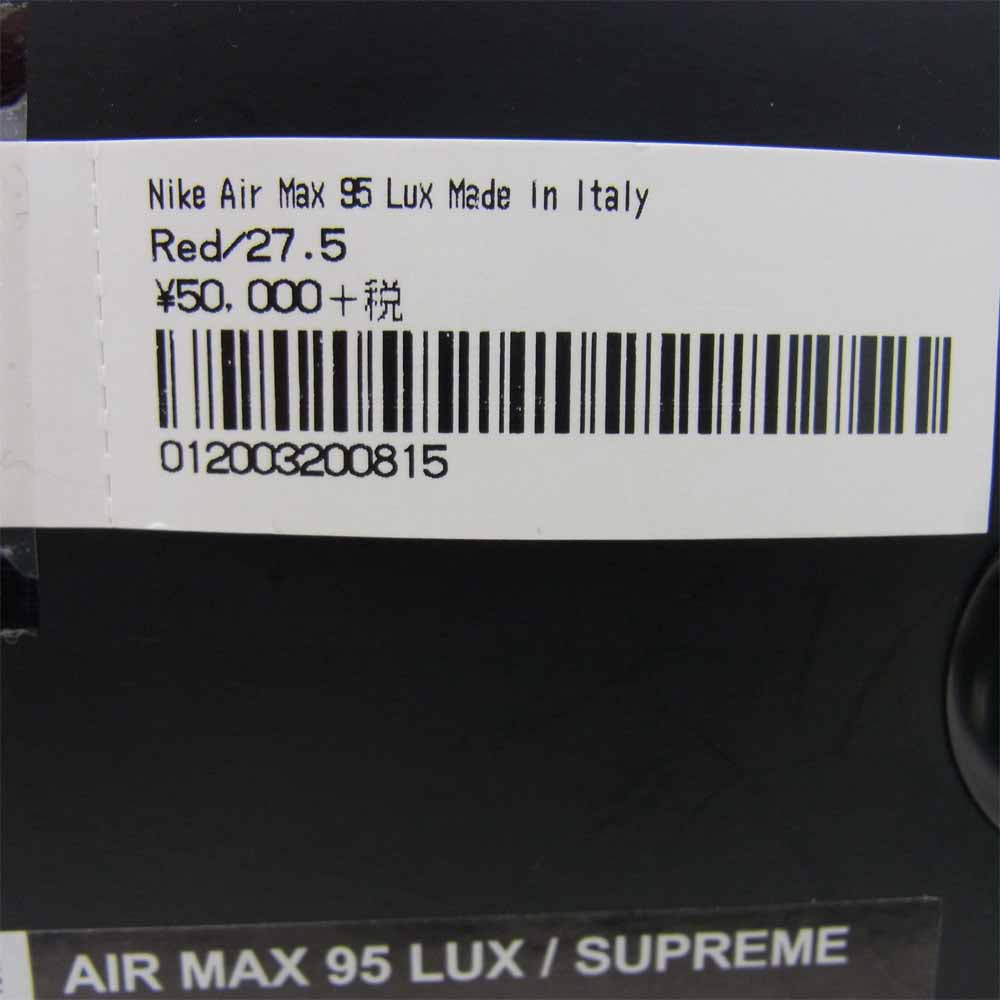 Nike Air Max 95 Lux Made in Italy
Red/27.5
¥50,000+税
012003200815
AIR MAX 95 LUX / SUPREME